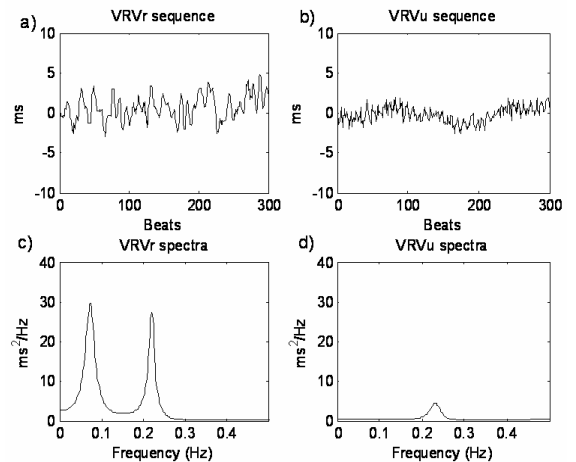 a)
VRVr sequence
10
5
0
-5
-10
ms
0 100 200 300
Beats
b)
VRVu sequence
10
5
0
-5
-10
ms
0 100 200 300
Beats
c)
VRVr spectra
40
30
20
10
0
ms²/Hz
0 0.1 0.2 0.3 0.4
Frequency (Hz)
d)
VRVu spectra
40
30
20
10
0
ms²/Hz
0 0.1 0.2 0.3 0.4
Frequency (Hz)